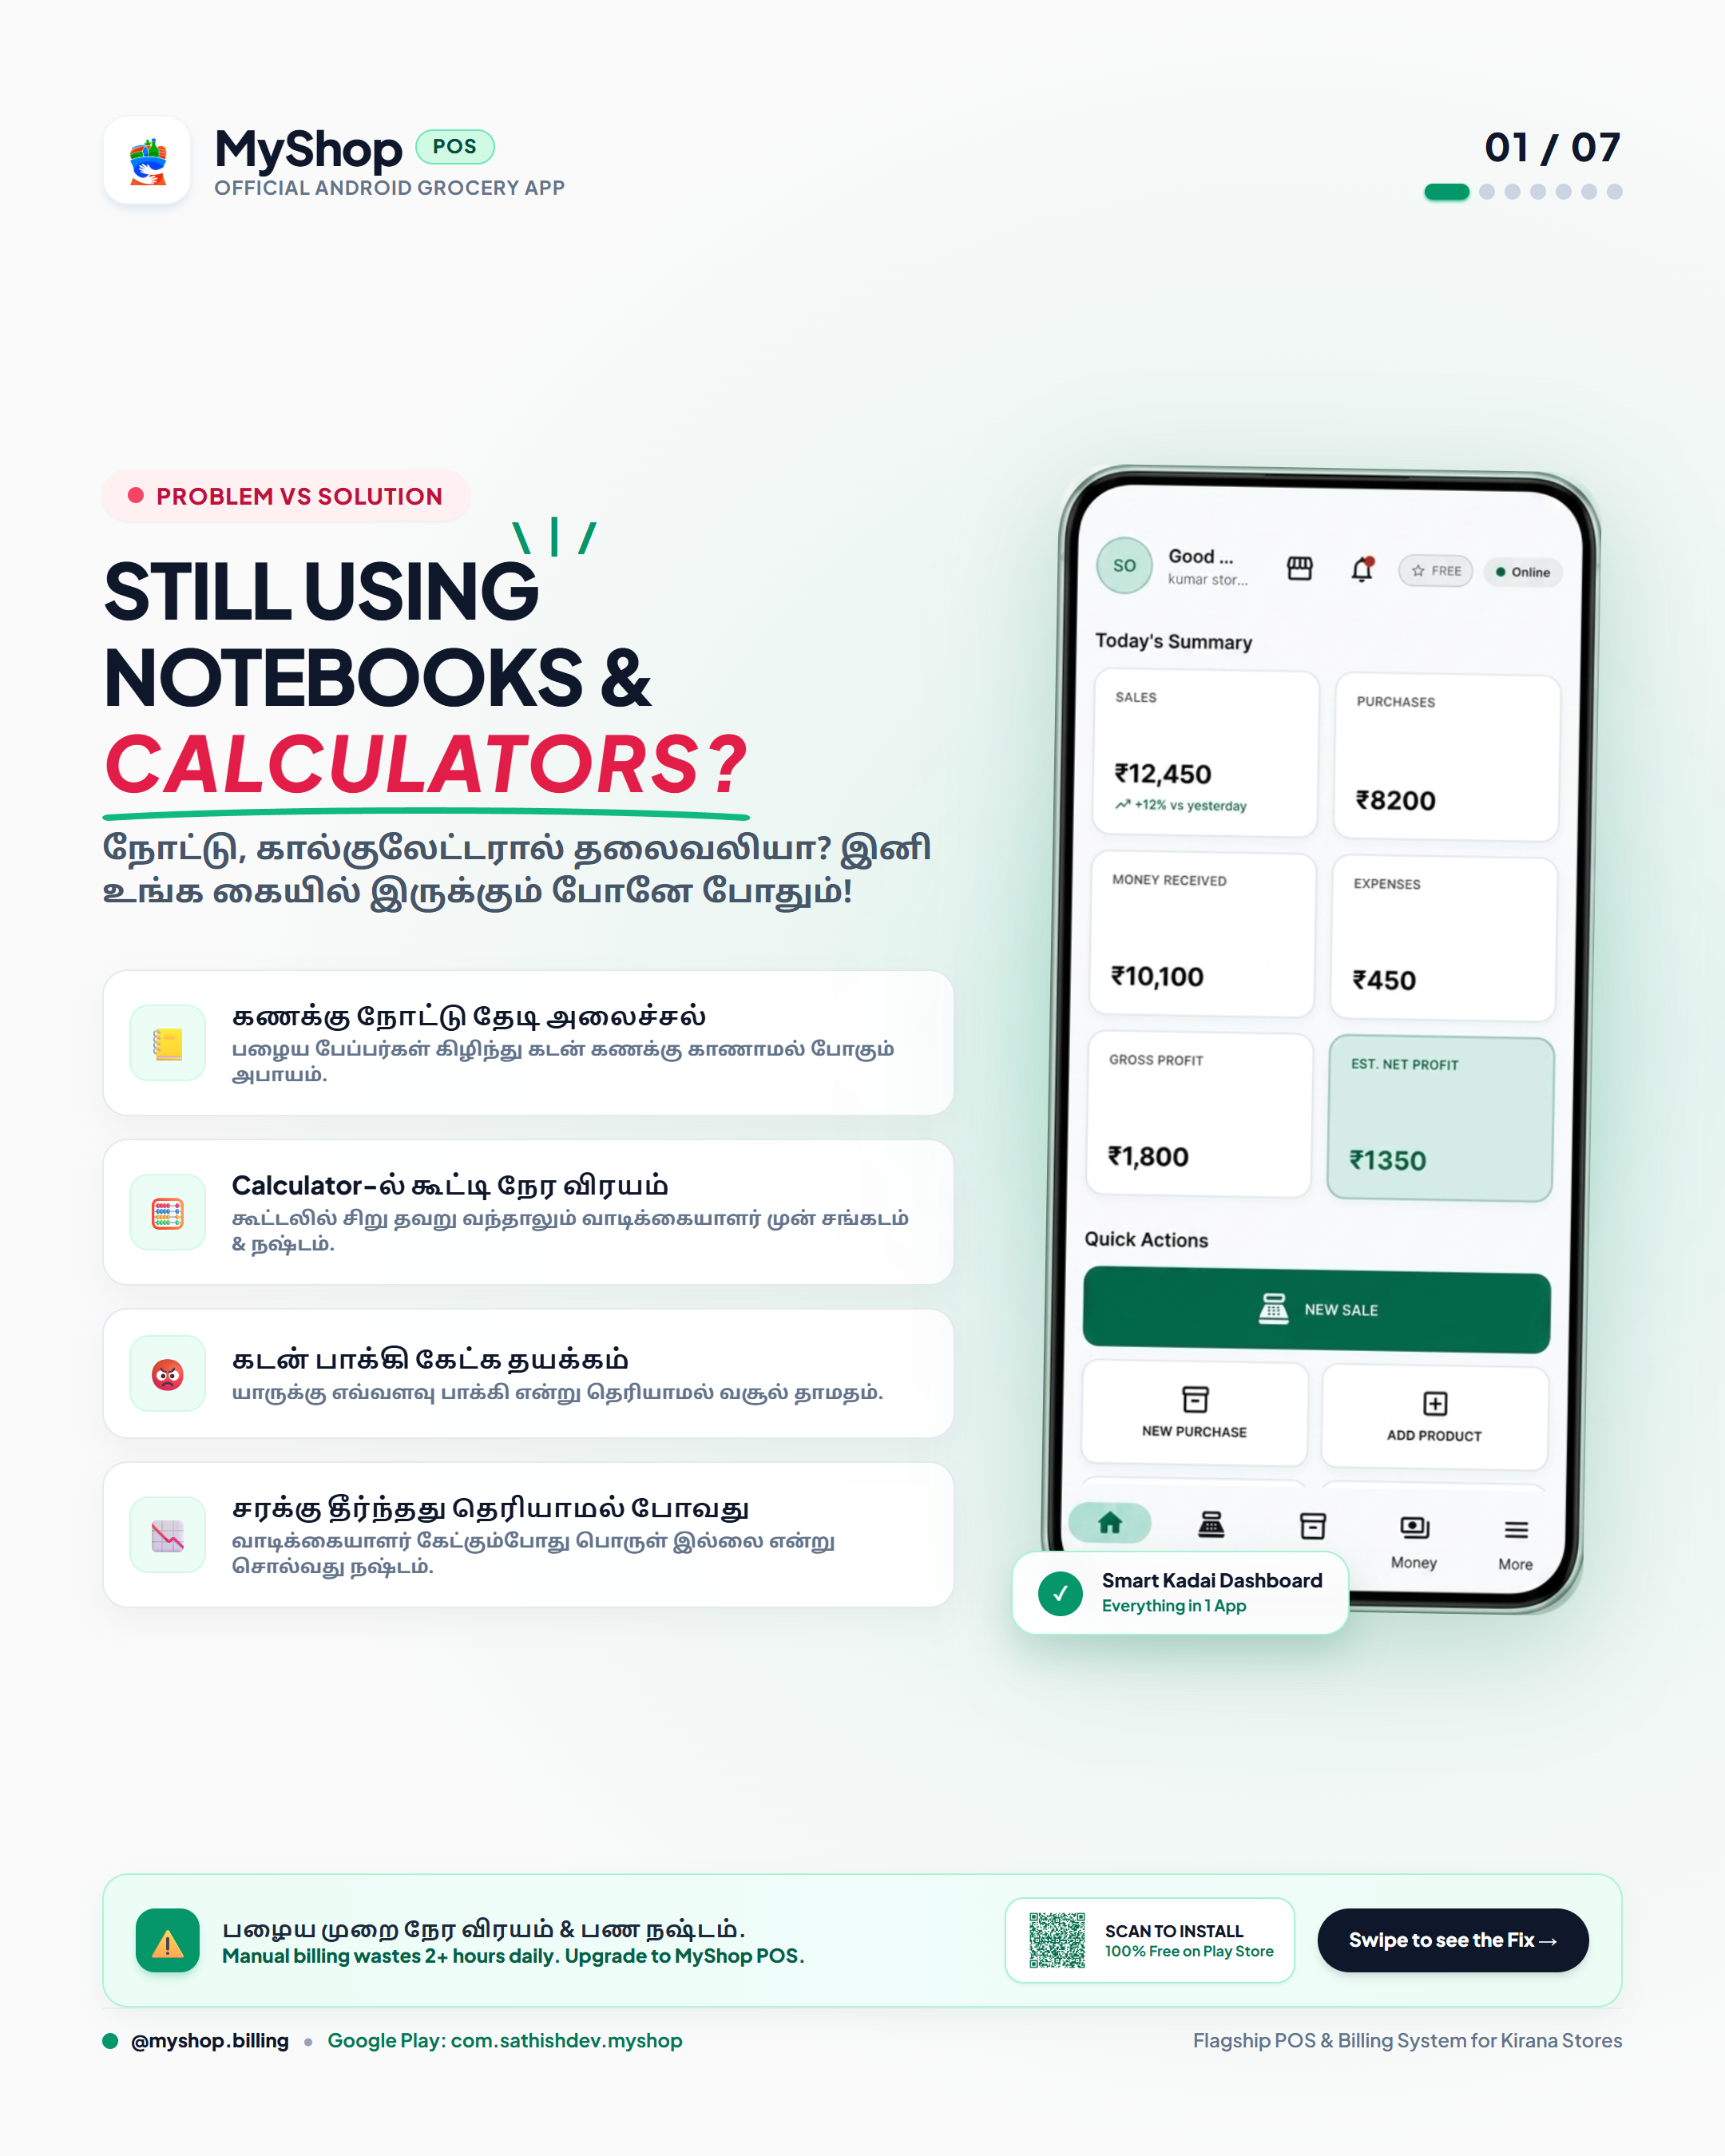 MyShop POS
OFFICIAL ANDROID GROCERY APP
01 / 07
PROBLEM VS SOLUTION
STILL USING
NOTEBOOKS &
CALCULATORS?
நோட்டு, கால்குலேட்டரால் தலைவலியா? இனி
உங்க கையில் இருக்கும் போனே போதும்!
கணக்கு நோட்டு தேடி அலைச்சல்
பழைய பேப்பர்கள் கிழிந்து கடன் கணக்கு காணாமல் போகும்
அபாயம்.
Calculator-ல் கூட்டி நேர விரயம்
கூட்டலில் சிறு தவறு வந்தாலும் வாடிக்கையாளர் முன் சங்கடம்
& நஷ்டம்.
கடன் பாக்கி கேட்க தயக்கம்
யாருக்கு எவ்வளவு பாக்கி என்று தெரியாமல் வசூல் தாமதம்.
சரக்கு தீர்ந்தது தெரியாமல் போவது
வாடிக்கையாளர் கேட்கும்போது பொருள் இல்லை என்று
சொல்வது நஷ்டம்.
SO
Good ...
kumar stor...
FREE
Online
Today's Summary
SALES
₹12,450
+12% vs yesterday
PURCHASES
₹8200
MONEY RECEIVED
₹10,100
EXPENSES
₹450
GROSS PROFIT
₹1,800
EST. NET PROFIT
₹1350
Quick Actions
NEW SALE
NEW PURCHASE
ADD PRODUCT
Money
More
Smart Kadai Dashboard
Everything in 1 App
பழைய முறை நேர விரயம் & பண நஷ்டம்.
Manual billing wastes 2+ hours daily. Upgrade to MyShop POS.
SCAN TO INSTALL
100% Free on Play Store
Swipe to see the Fix →
@myshop.billing • Google Play: com.sathishdev.myshop
Flagship POS & Billing System for Kirana Stores